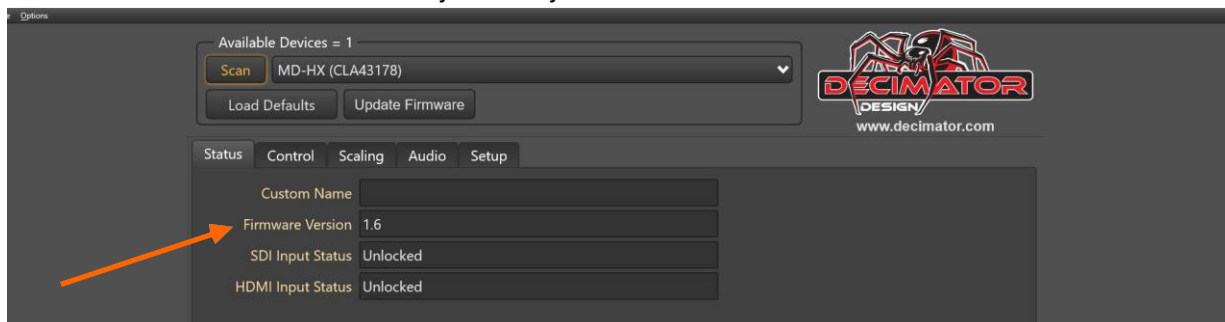 Options
Available Devices = 1
Scan MD-HX (CLA43178)
Load Defaults Update Firmware
DECIMATOR
DESIGN
www.decimator.com
Status Control Scaling Audio Setup
Custom Name
Firmware Version 1.6
SDI Input Status Unlocked
HDMI Input Status Unlocked